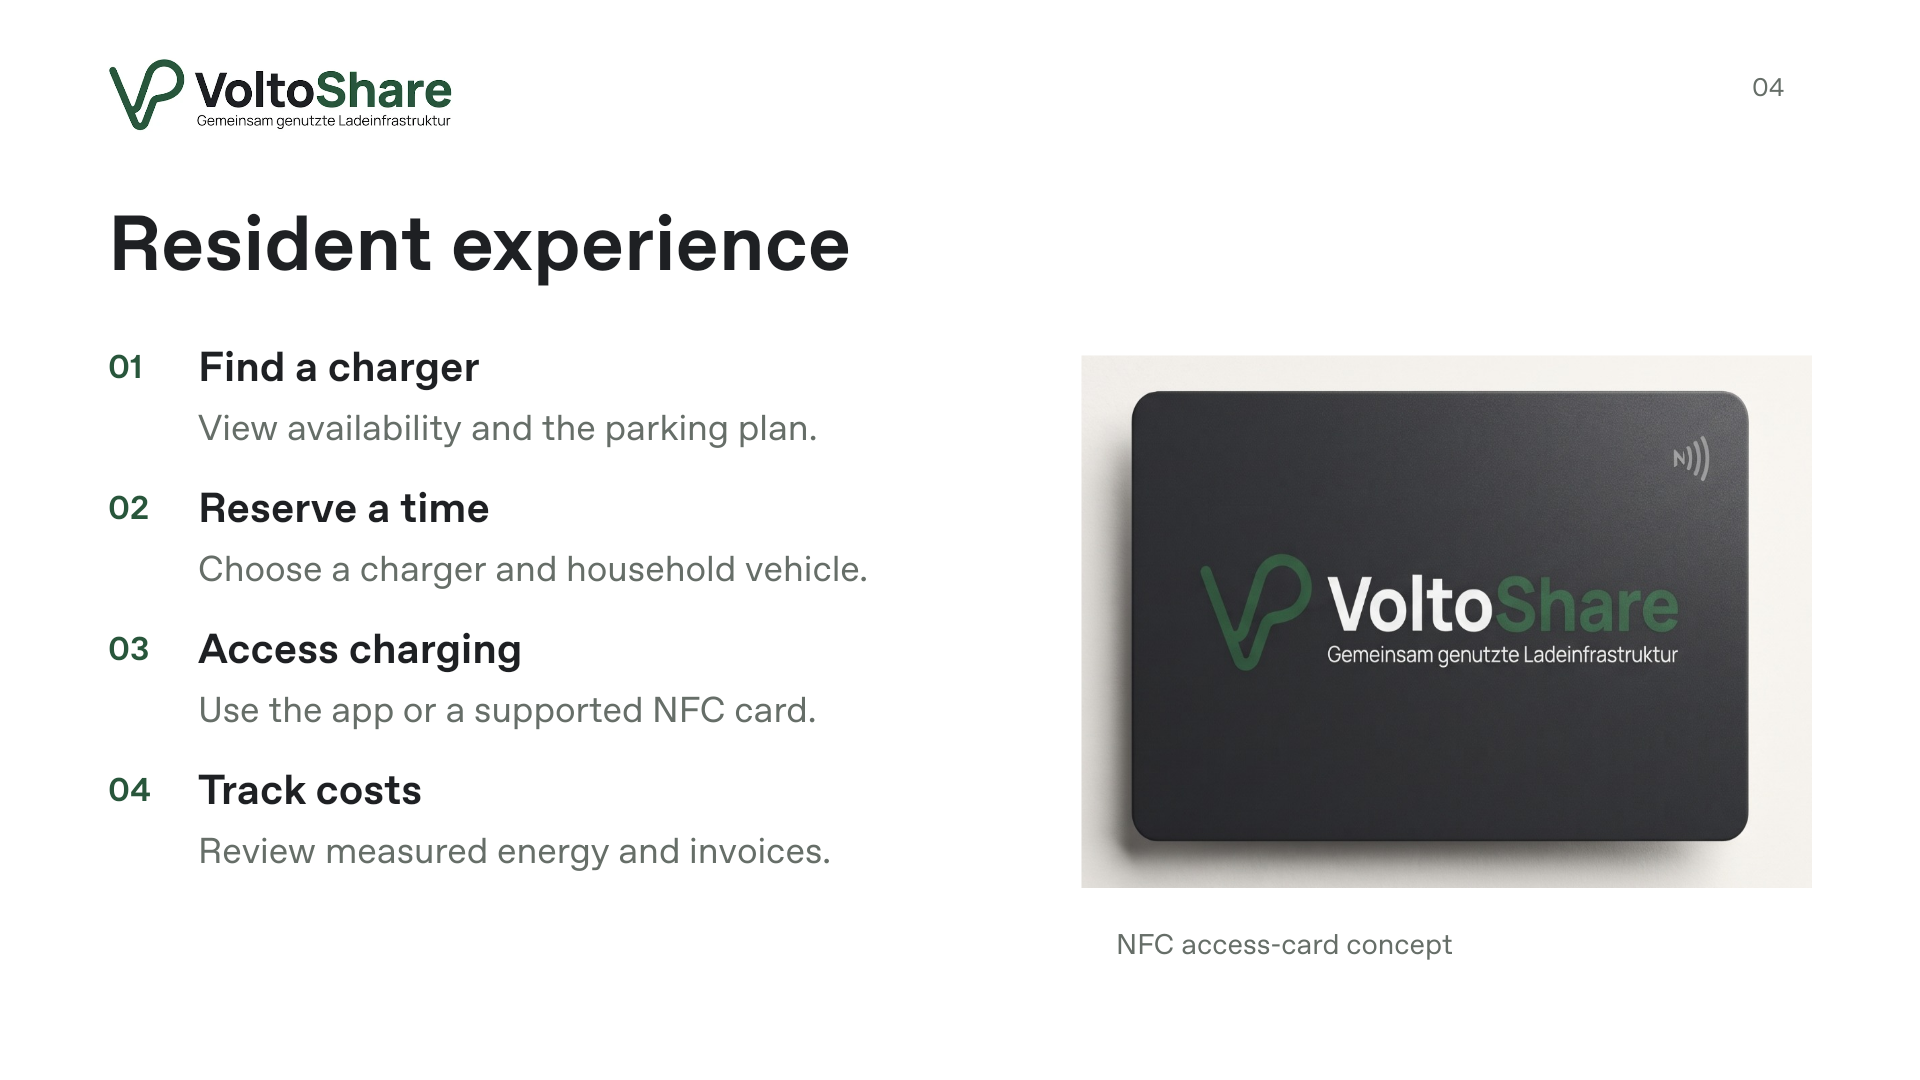 VoltoShare
Gemeinsam genutzte Ladeinfrastruktur
04
Resident experience
01 Find a charger
View availability and the parking plan.
02 Reserve a time
Choose a charger and household vehicle.
03 Access charging
Use the app or a supported NFC card.
04 Track costs
Review measured energy and invoices.
N
VoltoShare
Gemeinsam genutzte Ladeinfrastruktur
NFC access-card concept